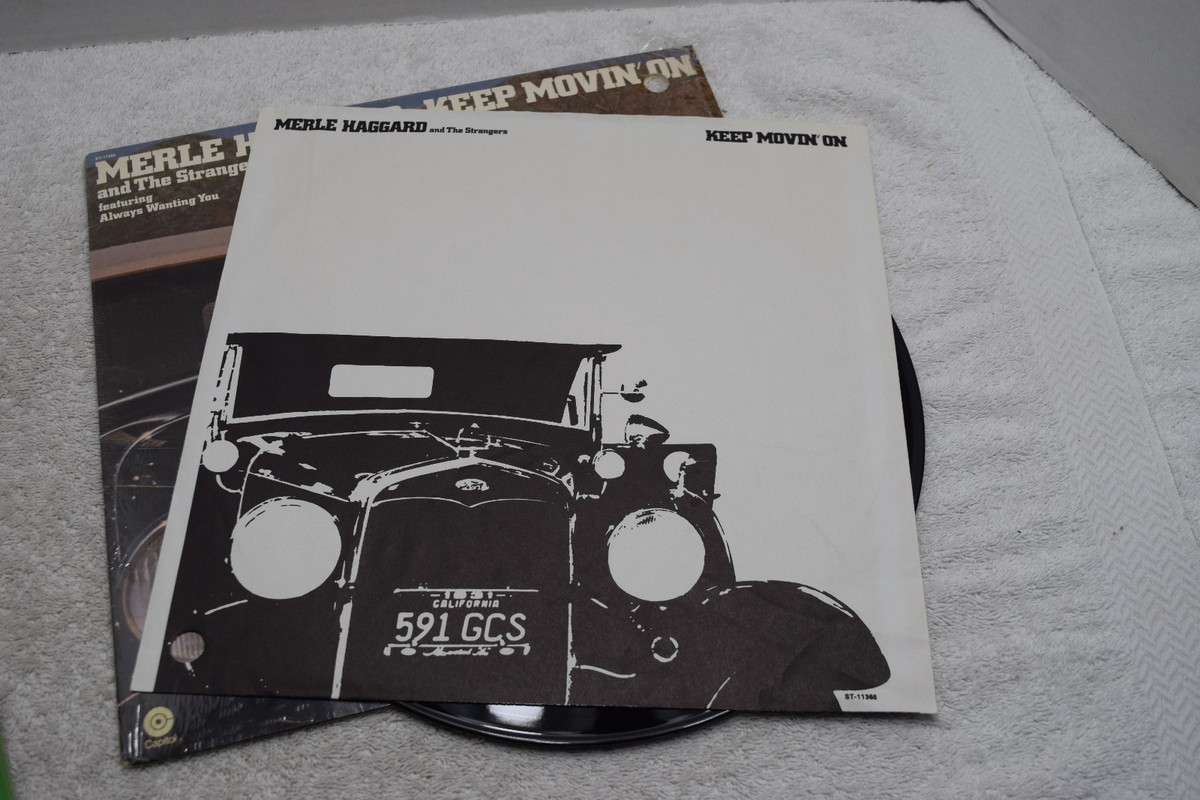 KEEP MOVIN' ON
MERLE H
and The Strange
featuring
Always Wanting You
MERLE HAGGARD and The Strangers
KEEP MOVIN' ON
Ford
1931
CALIFORNIA
591 GCS
ST-11365
Capitol